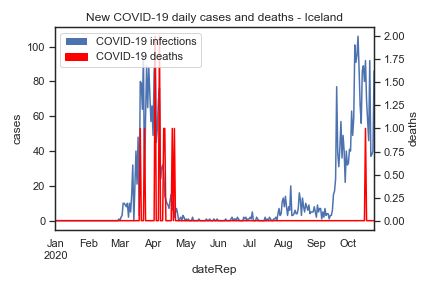 New COVID-19 daily cases and deaths - Iceland
COVID-19 infections
COVID-19 deaths
100
80
60
40
20
0
cases
2.00
1.75
1.50
1.25
1.00
0.75
0.50
0.25
0.00
deaths
Jan Feb Mar Apr May Jun Jul Aug Sep Oct
2020
dateRep